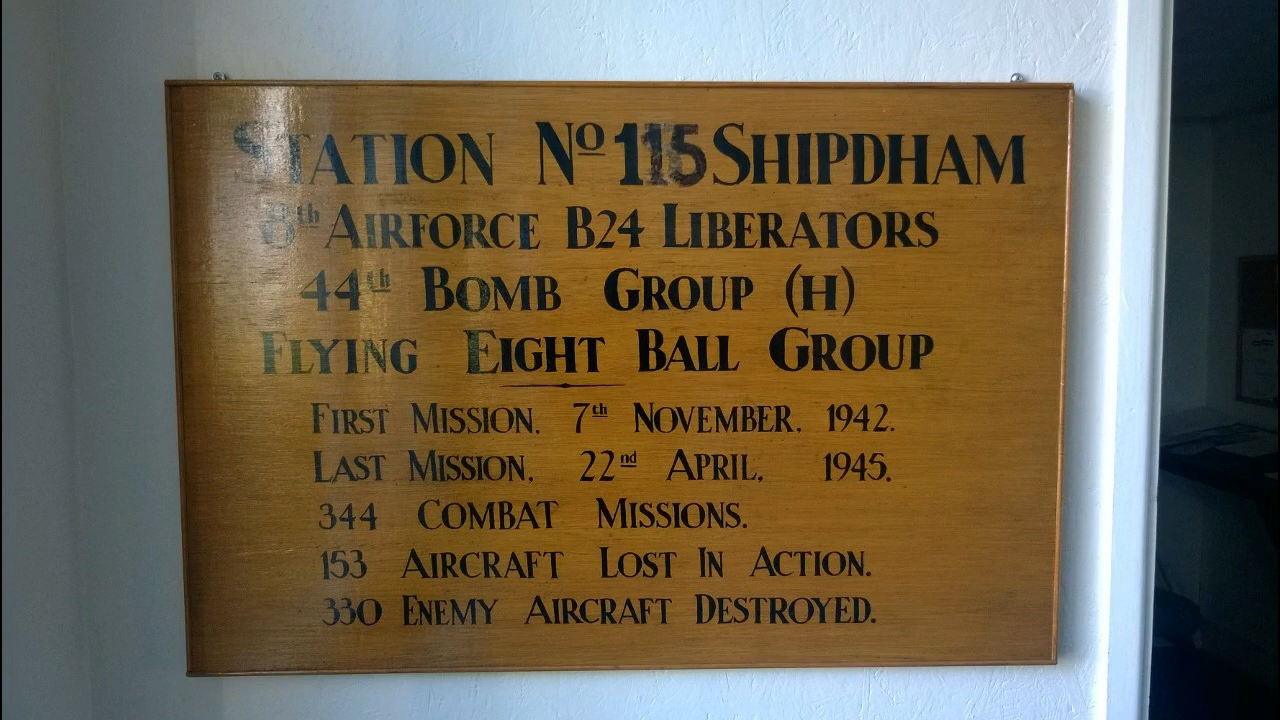 STATION No 115 SHIPDHAM
8th AIRFORCE B24 LIBERATORS
44th BOMB GROUP (H)
FLYING EIGHT BALL GROUP
FIRST MISSION. 7th NOVEMBER. 1942.
LAST MISSION. 22nd APRIL, 1945.
344 COMBAT MISSIONS.
153 AIRCRAFT LOST IN ACTION.
330 ENEMY AIRCRAFT DESTROYED.